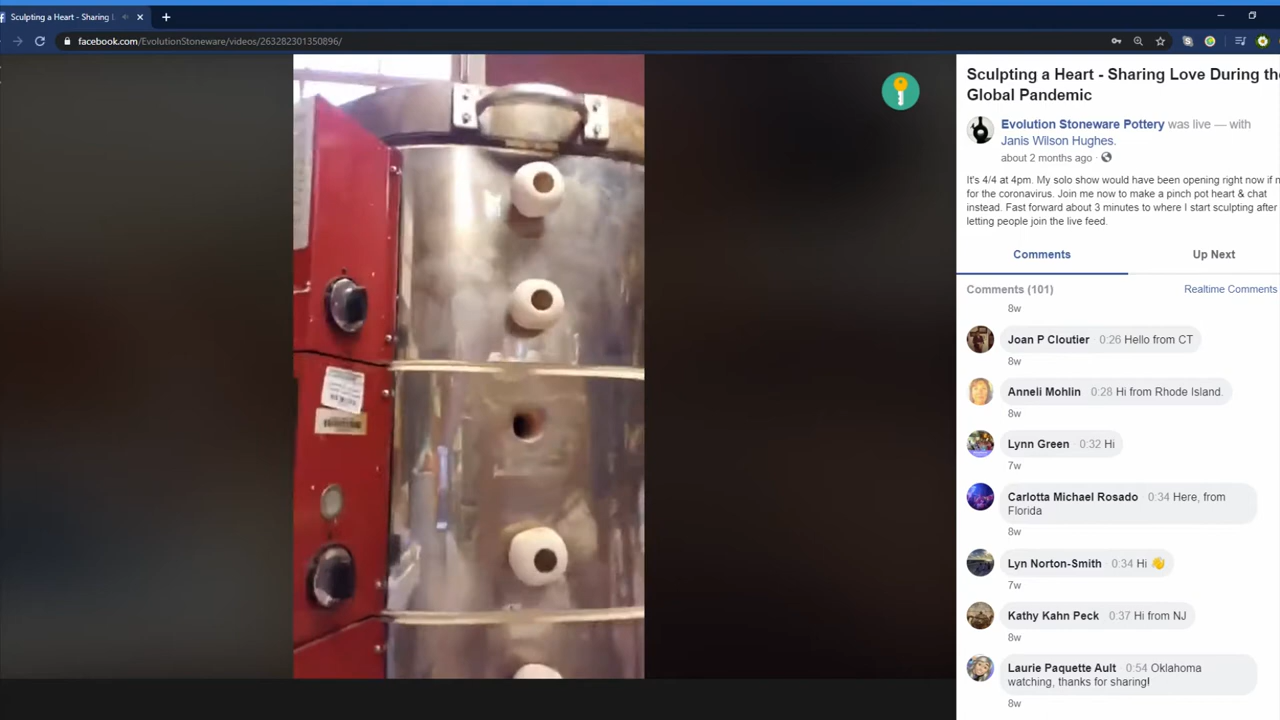 Sculpting a Heart - Sharing L
facebook.com/EvolutionStoneware/videos/263282301350896/
Sculpting a Heart - Sharing Love During the
Global Pandemic
Evolution Stoneware Pottery was live — with
Janis Wilson Hughes.
about 2 months ago ·
It's 4/4 at 4pm. My solo show would have been opening right now if n
for the coronavirus. Join me now to make a pinch pot heart & chat
instead. Fast forward about 3 minutes to where I start sculpting after
letting people join the live feed.
Comments
Up Next
Comments (101)
Realtime Comments
8w
Joan P Cloutier 0:26 Hello from CT
8w
Anneli Mohlin 0:28 Hi from Rhode Island.
8w
Lynn Green 0:32 Hi
7w
Carlotta Michael Rosado 0:34 Here, from
Florida
8w
Lyn Norton-Smith 0:34 Hi 👋
7w
Kathy Kahn Peck 0:37 Hi from NJ
8w
Laurie Paquette Ault 0:54 Oklahoma
watching, thanks for sharing!
8w